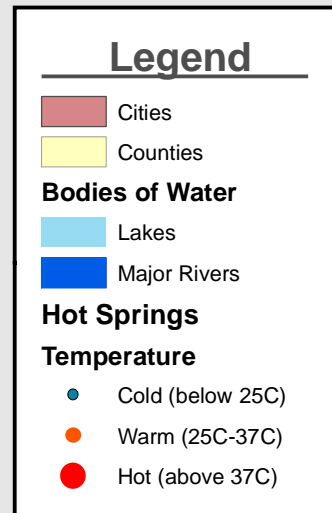 Legend
Cities
Counties
Bodies of Water
Lakes
Major Rivers
Hot Springs
Temperature
Cold (below 25C)
Warm (25C-37C)
Hot (above 37C)